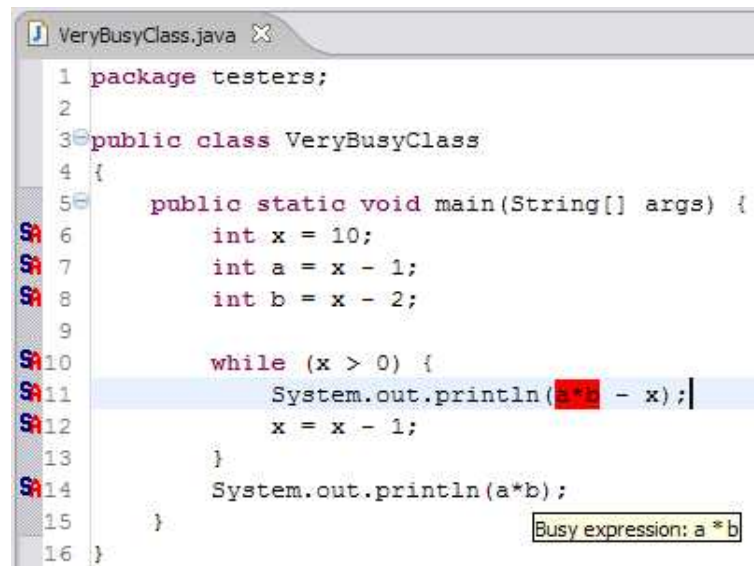 VeryBusyClass.java
1 package testers;
2
3 public class VeryBusyClass
4 {
5 public static void main(String[] args) {
SA 6 int x = 10;
SA 7 int a = x - 1;
SA 8 int b = x - 2;
9
SA 10 while (x > 0) {
SA 11 System.out.println(a*b - x);
SA 12 x = x - 1;
13 }
SA 14 System.out.println(a*b);
15 }
Busy expression: a * b
16 }